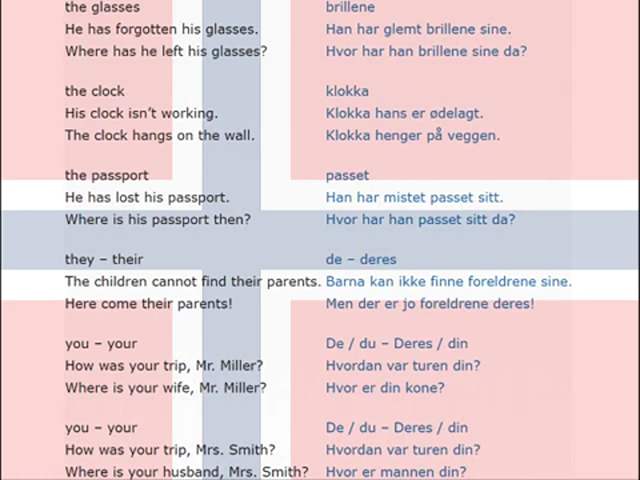 the glasses brillene
He has forgotten his glasses. Han har glemt brillene sine.
Where has he left his glasses? Hvor har han brillene sine da?
the clock klokka
His clock isn’t working. Klokka hans er ødelagt.
The clock hangs on the wall. Klokka henger på veggen.
the passport passet
He has lost his passport. Han har mistet passet sitt.
Where is his passport then? Hvor har han passet sitt da?
they – their de – deres
The children cannot find their parents. Barna kan ikke finne foreldrene sine.
Here come their parents! Men der er jo foreldrene deres!
you – your De / du – Deres / din
How was your trip, Mr. Miller? Hvordan var turen din?
Where is your wife, Mr. Miller? Hvor er din kone?
you – your De / du – Deres / din
How was your trip, Mrs. Smith? Hvordan var turen din?
Where is your husband, Mrs. Smith? Hvor er mannen din?